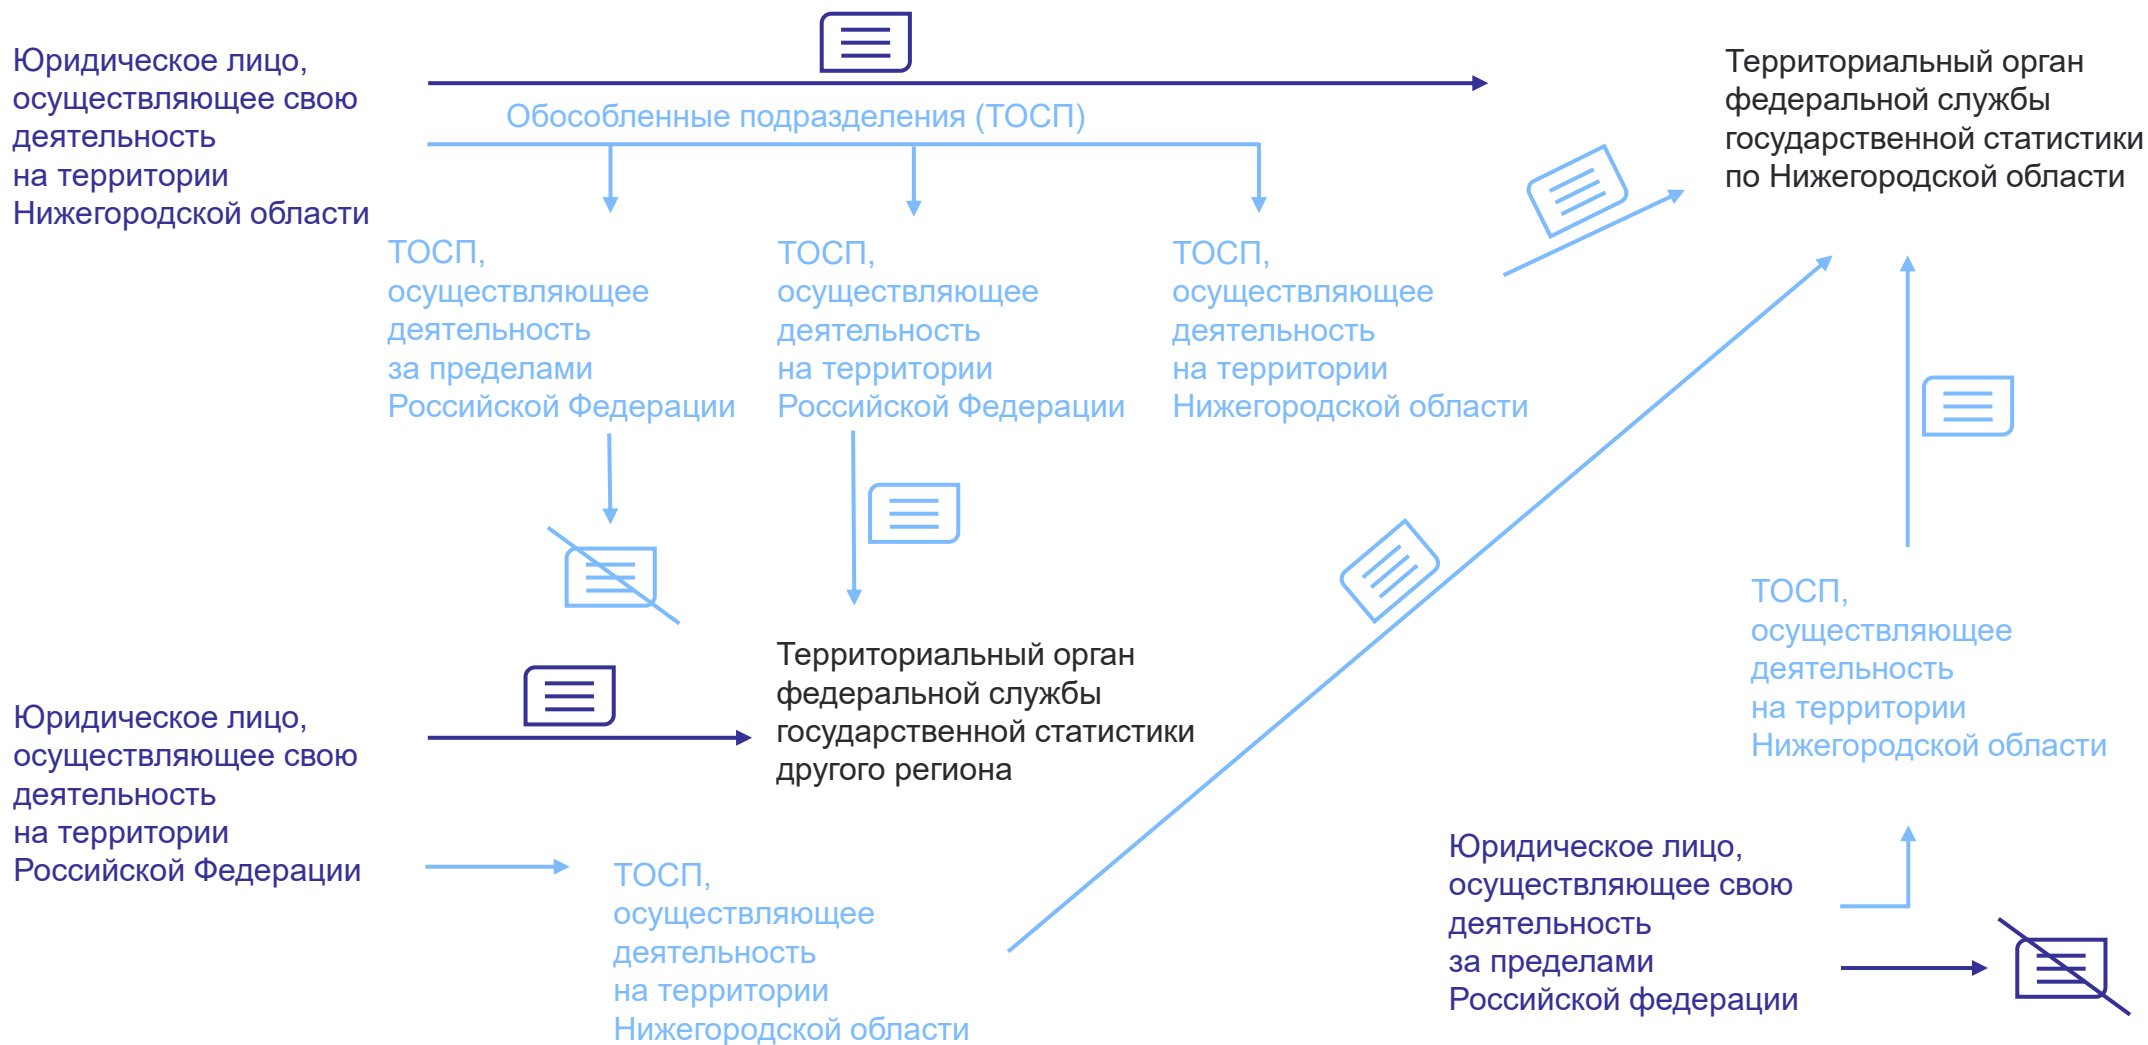 Юридическое лицо,
осуществляющее свою
деятельность
на территории
Нижегородской области
Обособленные подразделения (ТОСП)
Территориальный орган
федеральной службы
государственной статистики
по Нижегородской области
ТОСП,
осуществляющее
деятельность
за пределами
Российской Федерации
ТОСП,
осуществляющее
деятельность
на территории
Российской Федерации
ТОСП,
осуществляющее
деятельность
на территории
Нижегородской области
Территориальный орган
федеральной службы
государственной статистики
другого региона
Юридическое лицо,
осуществляющее свою
деятельность
на территории
Российской Федерации
ТОСП,
осуществляющее
деятельность
на территории
Нижегородской области
ТОСП,
осуществляющее
деятельность
на территории
Нижегородской области
Юридическое лицо,
осуществляющее свою
деятельность
за пределами
Российской федерации